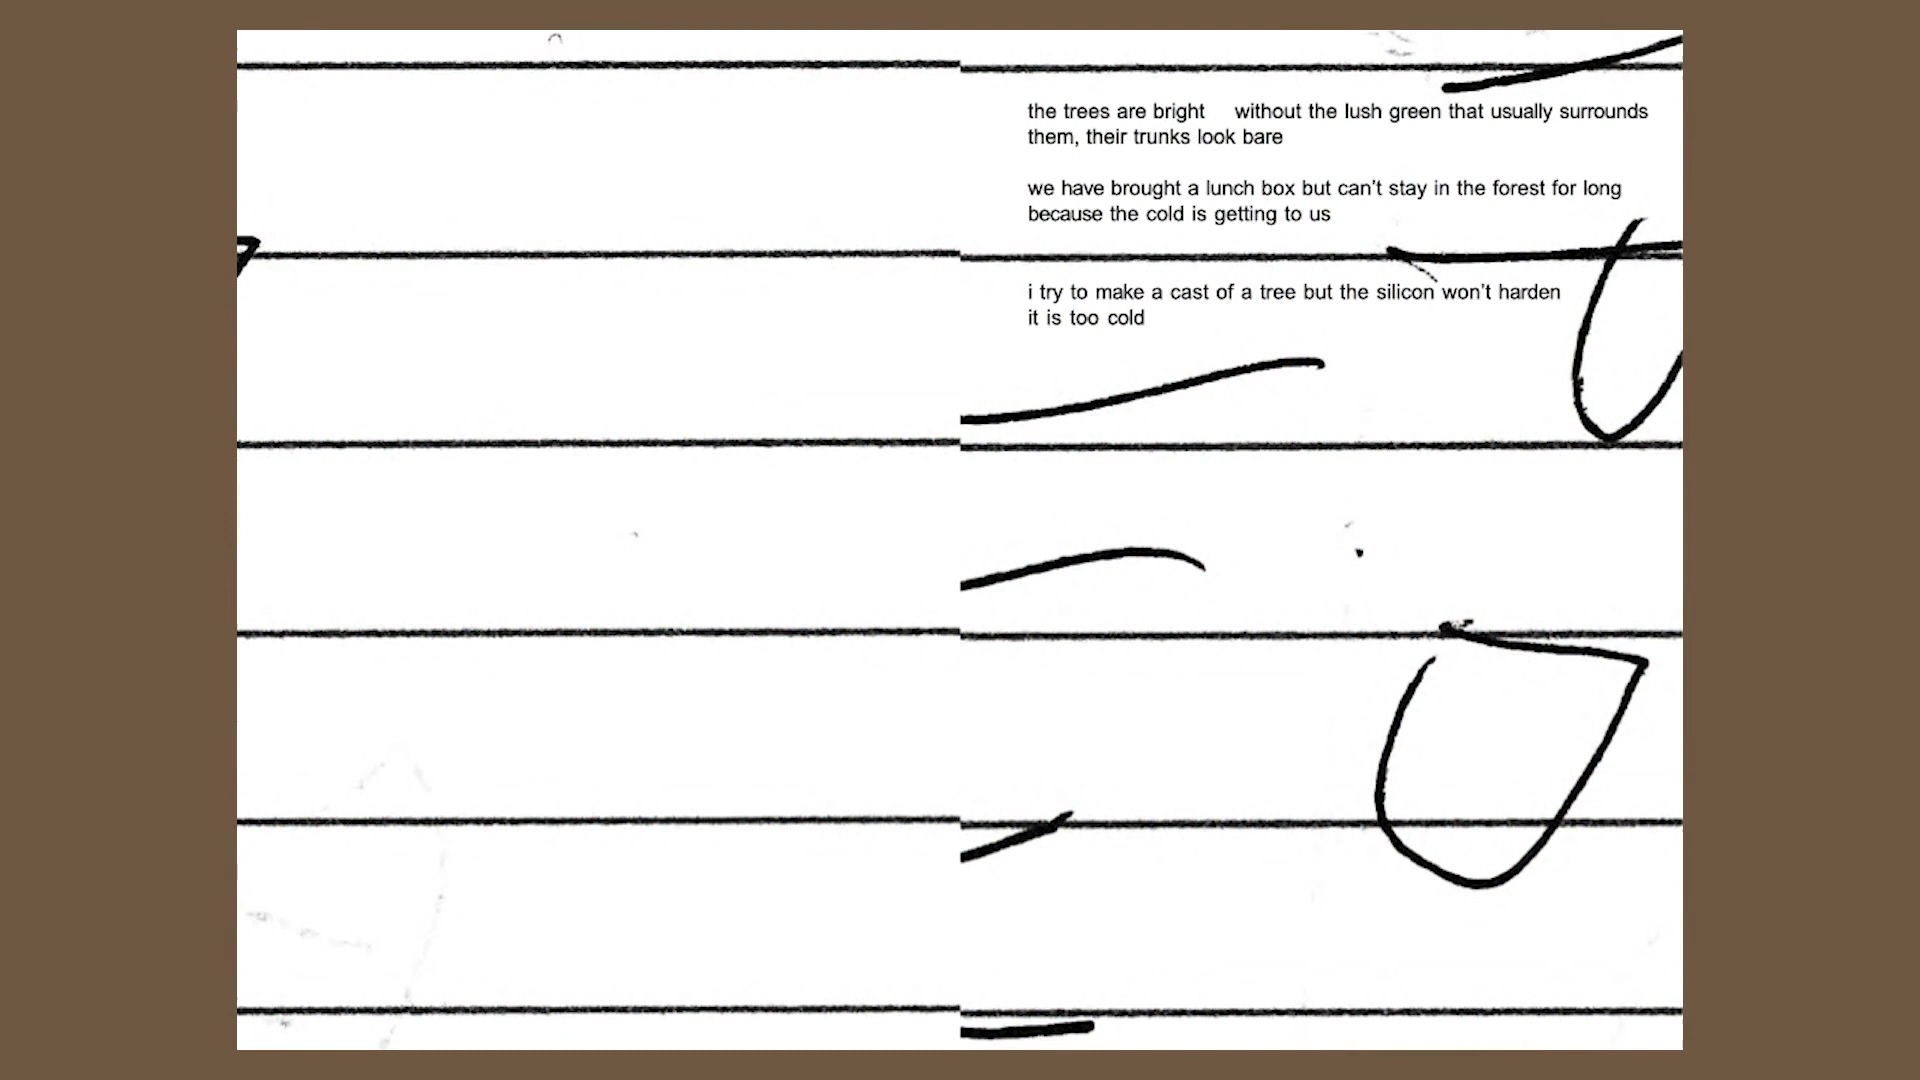 the trees are bright     without the lush green that usually surrounds
them, their trunks look bare
we have brought a lunch box but can't stay in the forest for long
because the cold is getting to us
i try to make a cast of a tree but the silicon won't harden
it is too cold